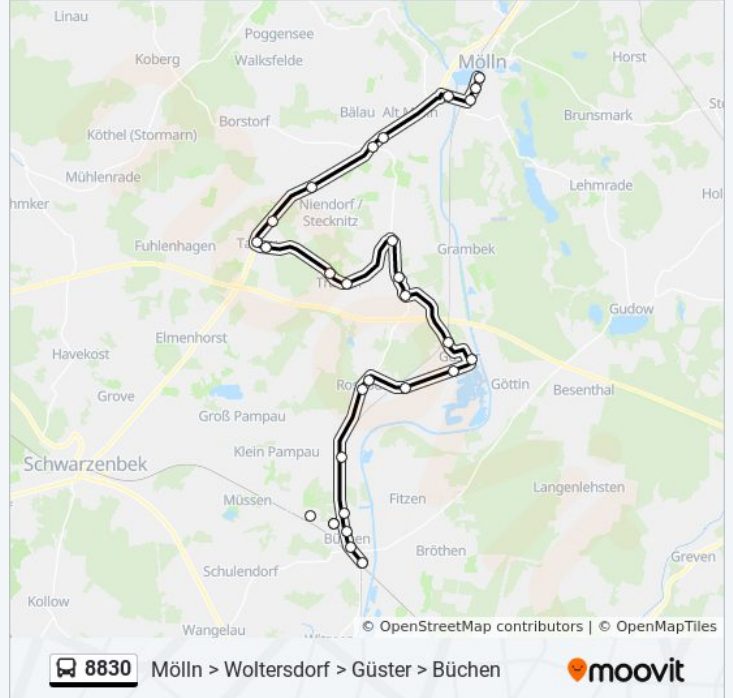 Linau
Poggensee
Koberg
Walksfelde
Mölln
Horst
Borstorf
Bälau
Brunsmark
Köthel (Stormarn)
Mühlenrade
Lehmrade
Niendorf /
Stecknitz
Fuhlenhagen
Grambek
Gudow
Elmenhorst
Havekost
Göttin
Besenthal
Grove
Groß Pampau
Klein Pampau
Schwarzenbek
Langenlehsten
Müssen
Fitzen
Bröthen
Greven
Schulendorf
Kollow
Wangelau
© OpenStreetMap contributors | © OpenMapTiles
8830 Mölln > Woltersdorf > Güster > Büchen
moovit